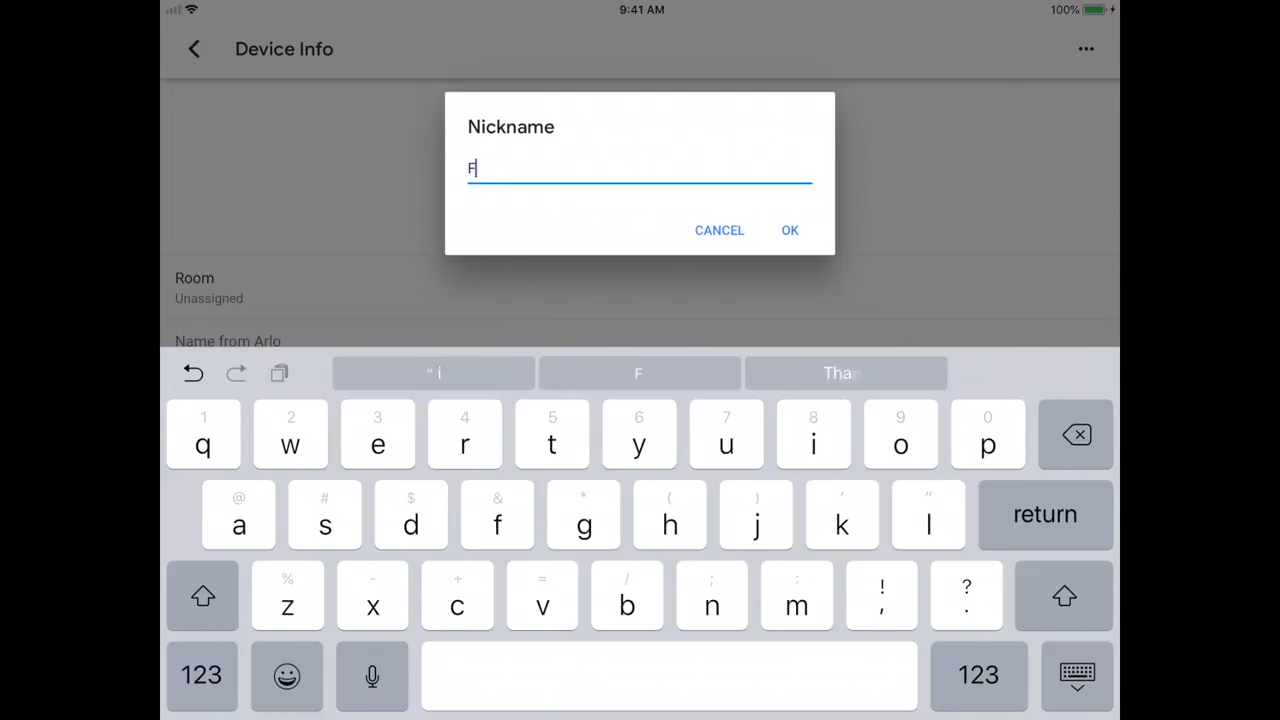 9:41 AM
100%
Device Info
Nickname
F
CANCEL OK
Room
Unassigned
Name from Arlo
“ i F Tha
1 2 3 4 5 6 7 8 9 0
q w e r t y u i o p
@ # $ & * ( ) ' "
a s d f g h j k l return
% - + = / ; : ! ?
z x c v b n m , .
123 123